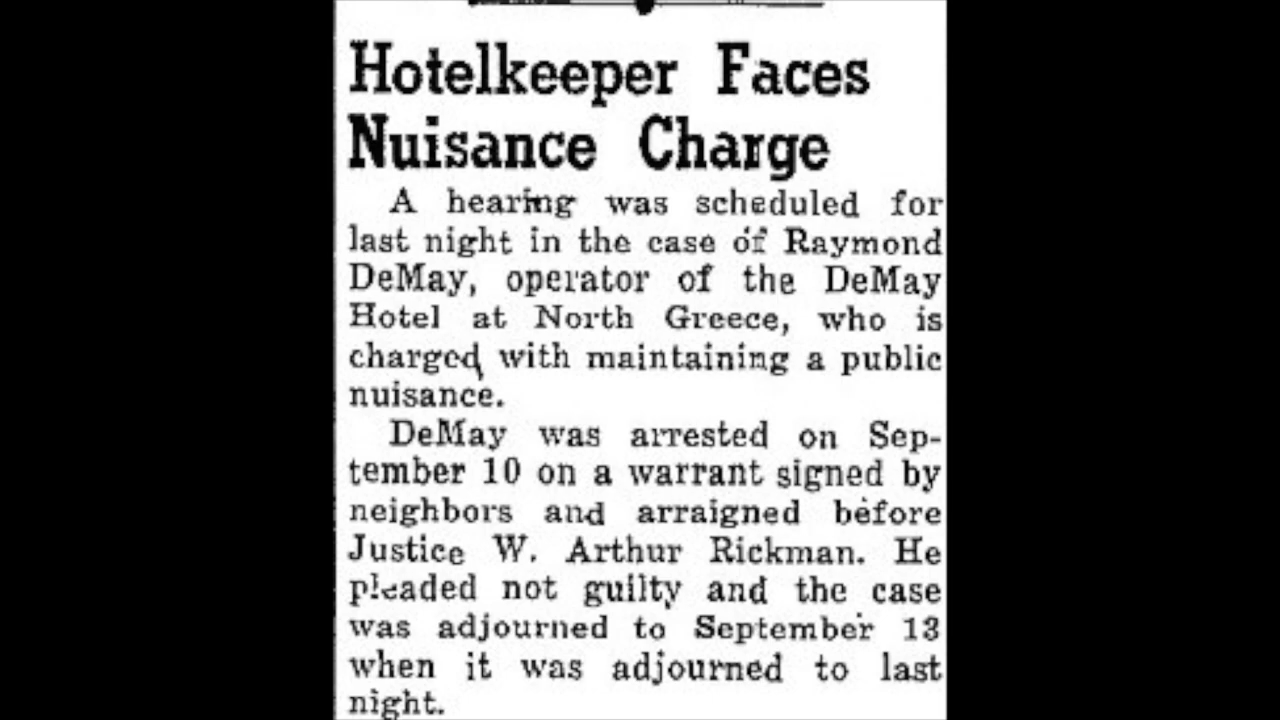 Hotelkeeper Faces
Nuisance Charge
A hearing was scheduled for
last night in the case of Raymond
DeMay, operator of the DeMay
Hotel at North Greece, who is
charged with maintaining a public
nuisance.
DeMay was arrested on Sep-
tember 10 on a warrant signed by
neighbors and arraigned before
Justice W. Arthur Rickman. He
pleaded not guilty and the case
was adjourned to September 13
when it was adjourned to last
night.